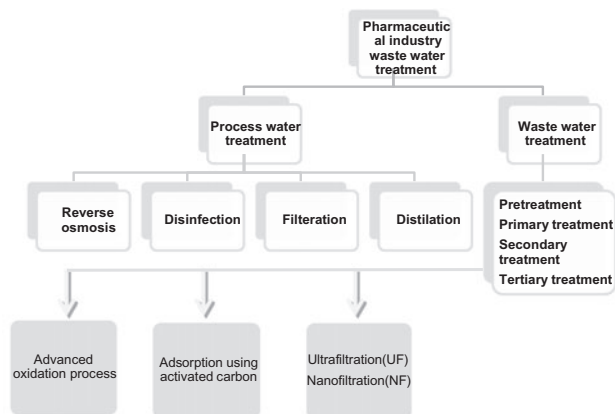 Pharmaceutic
al industry
waste water
treatment
Process water
treatment
Waste water
treatment
Reverse
osmosis
Disinfection
Filteration
Distilation
Pretreatment
Primary treatment
Secondary
treatment
Tertiary treatment
Advanced
oxidation process
Adsorption using
activated carbon
Ultrafiltration(UF)
Nanofiltration(NF)